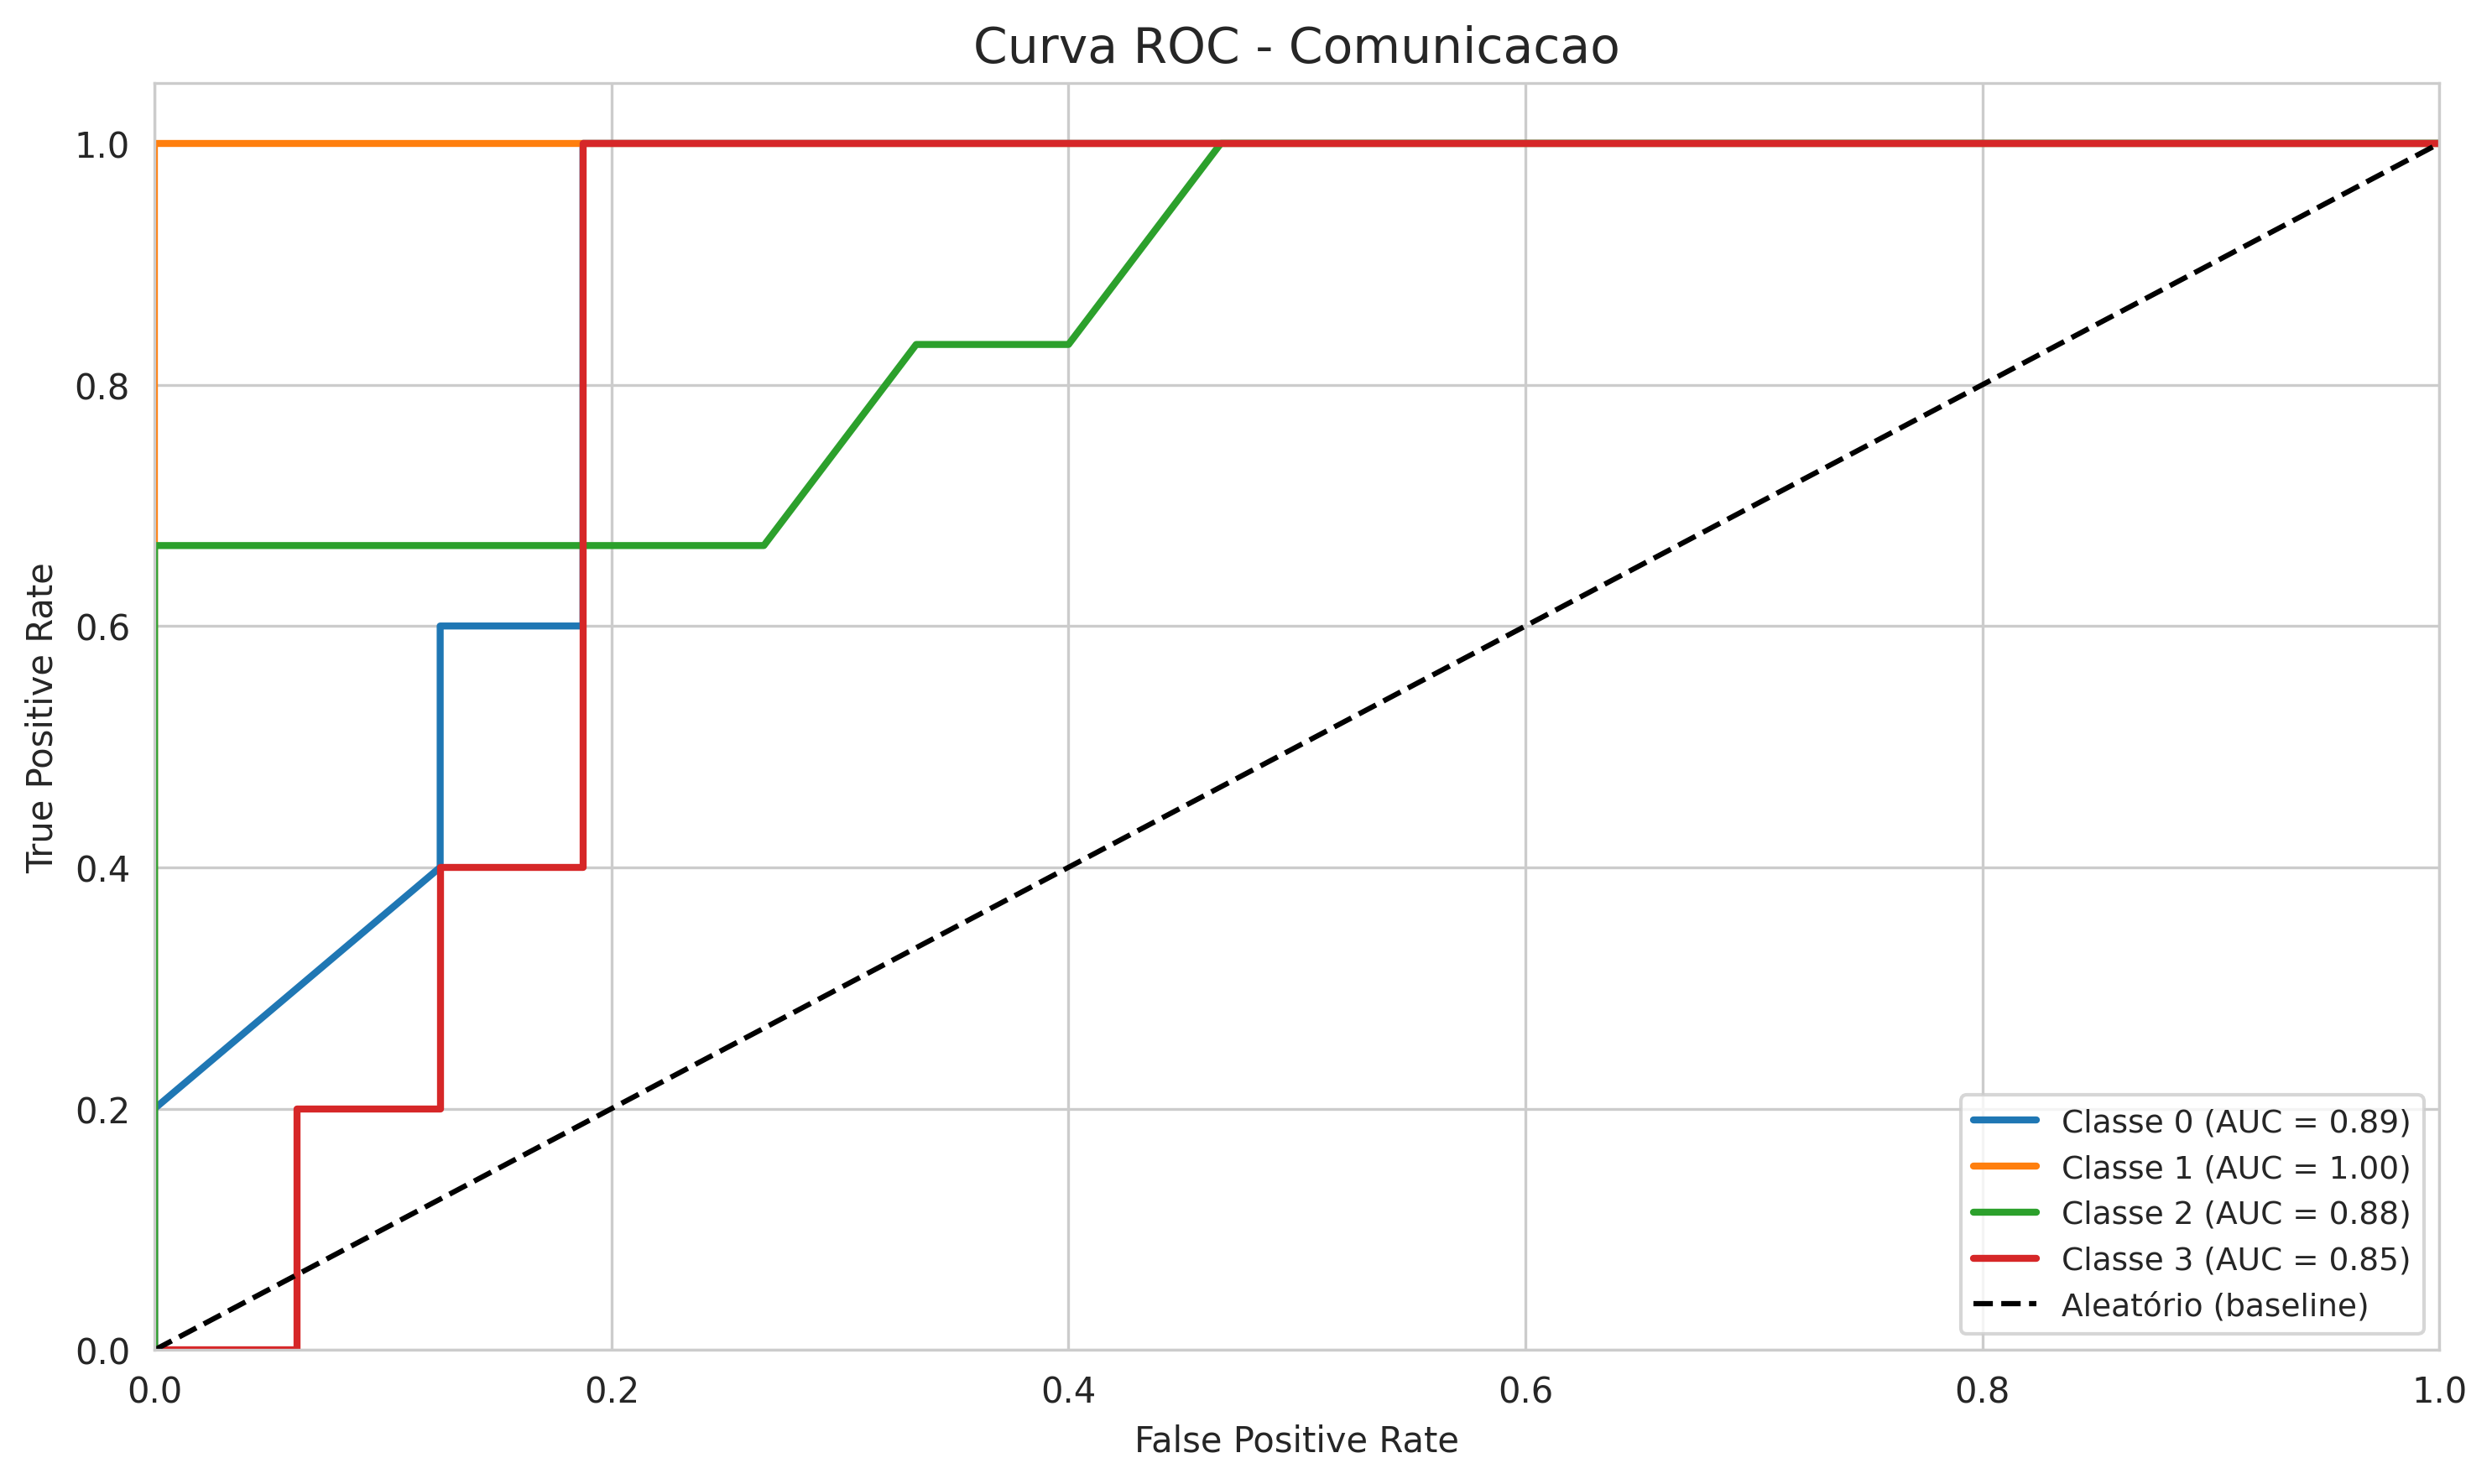 Curva ROC - Comunicacao
True Positive Rate
1.0
0.8
0.6
0.4
0.2
0.0
0.0 0.2 0.4 0.6 0.8 1.0
False Positive Rate
Classe 0 (AUC = 0.89)
Classe 1 (AUC = 1.00)
Classe 2 (AUC = 0.88)
Classe 3 (AUC = 0.85)
Aleatório (baseline)